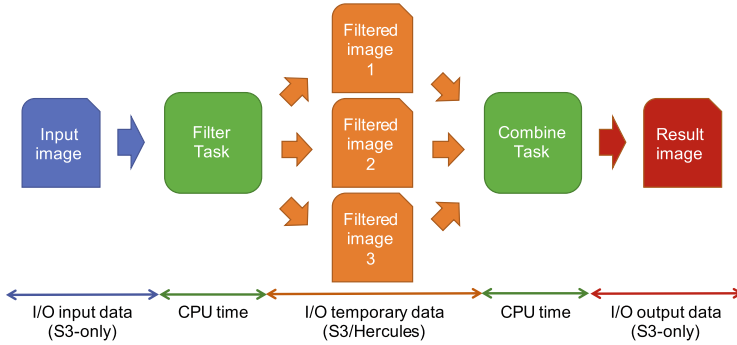 Input
image
Filter
Task
Filtered
image
1
Filtered
image
2
Filtered
image
3
Combine
Task
Result
image
I/O input data
(S3-only)
CPU time
I/O temporary data
(S3/Hercules)
CPU time
I/O output data
(S3-only)